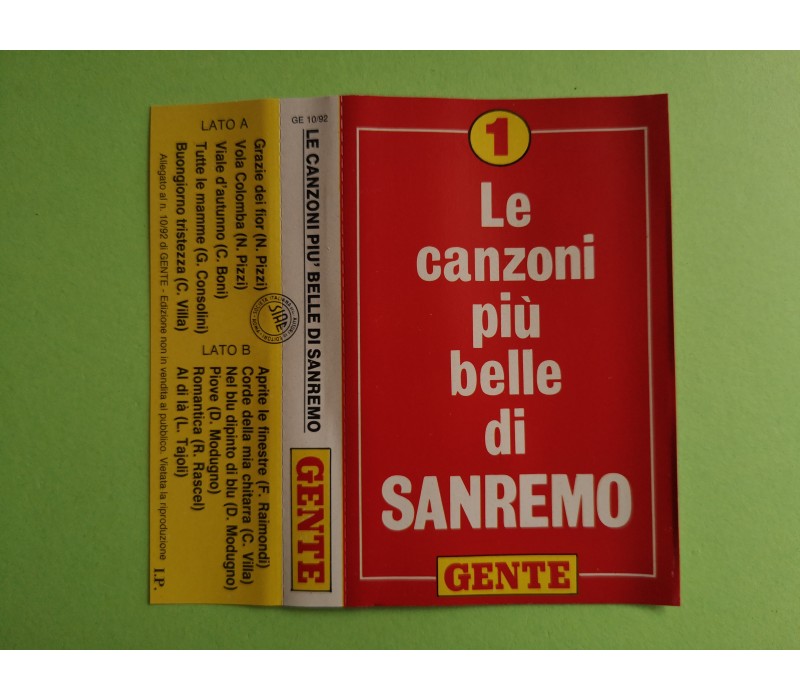 1
Le
canzoni
più
belle
di
SANREMO
GENTE
GE 10/92
LE CANZONI PIU' BELLE DI SANREMO
GENTE
LATO A
Grazie dei fior (N. Pizzi)
Vola Colomba (N. Pizzi)
Viale d'autunno (C. Boni)
Tutte le mamme (G. Consolini)
Buongiorno tristezza (C. Villa)
SIAE
LATO B
Aprite le finestre (F. Raimondi)
Corde della mia chitarra (C. Villa)
Nel blu dipinto di blu (D. Modugno)
Piove (D. Modugno)
Romantica (R. Rascel)
Al di là (L. Tajoli)
Allegato al n. 10/92 di GENTE - Edizione non in vendita al pubblico. Vietata la riproduzione
I.P.